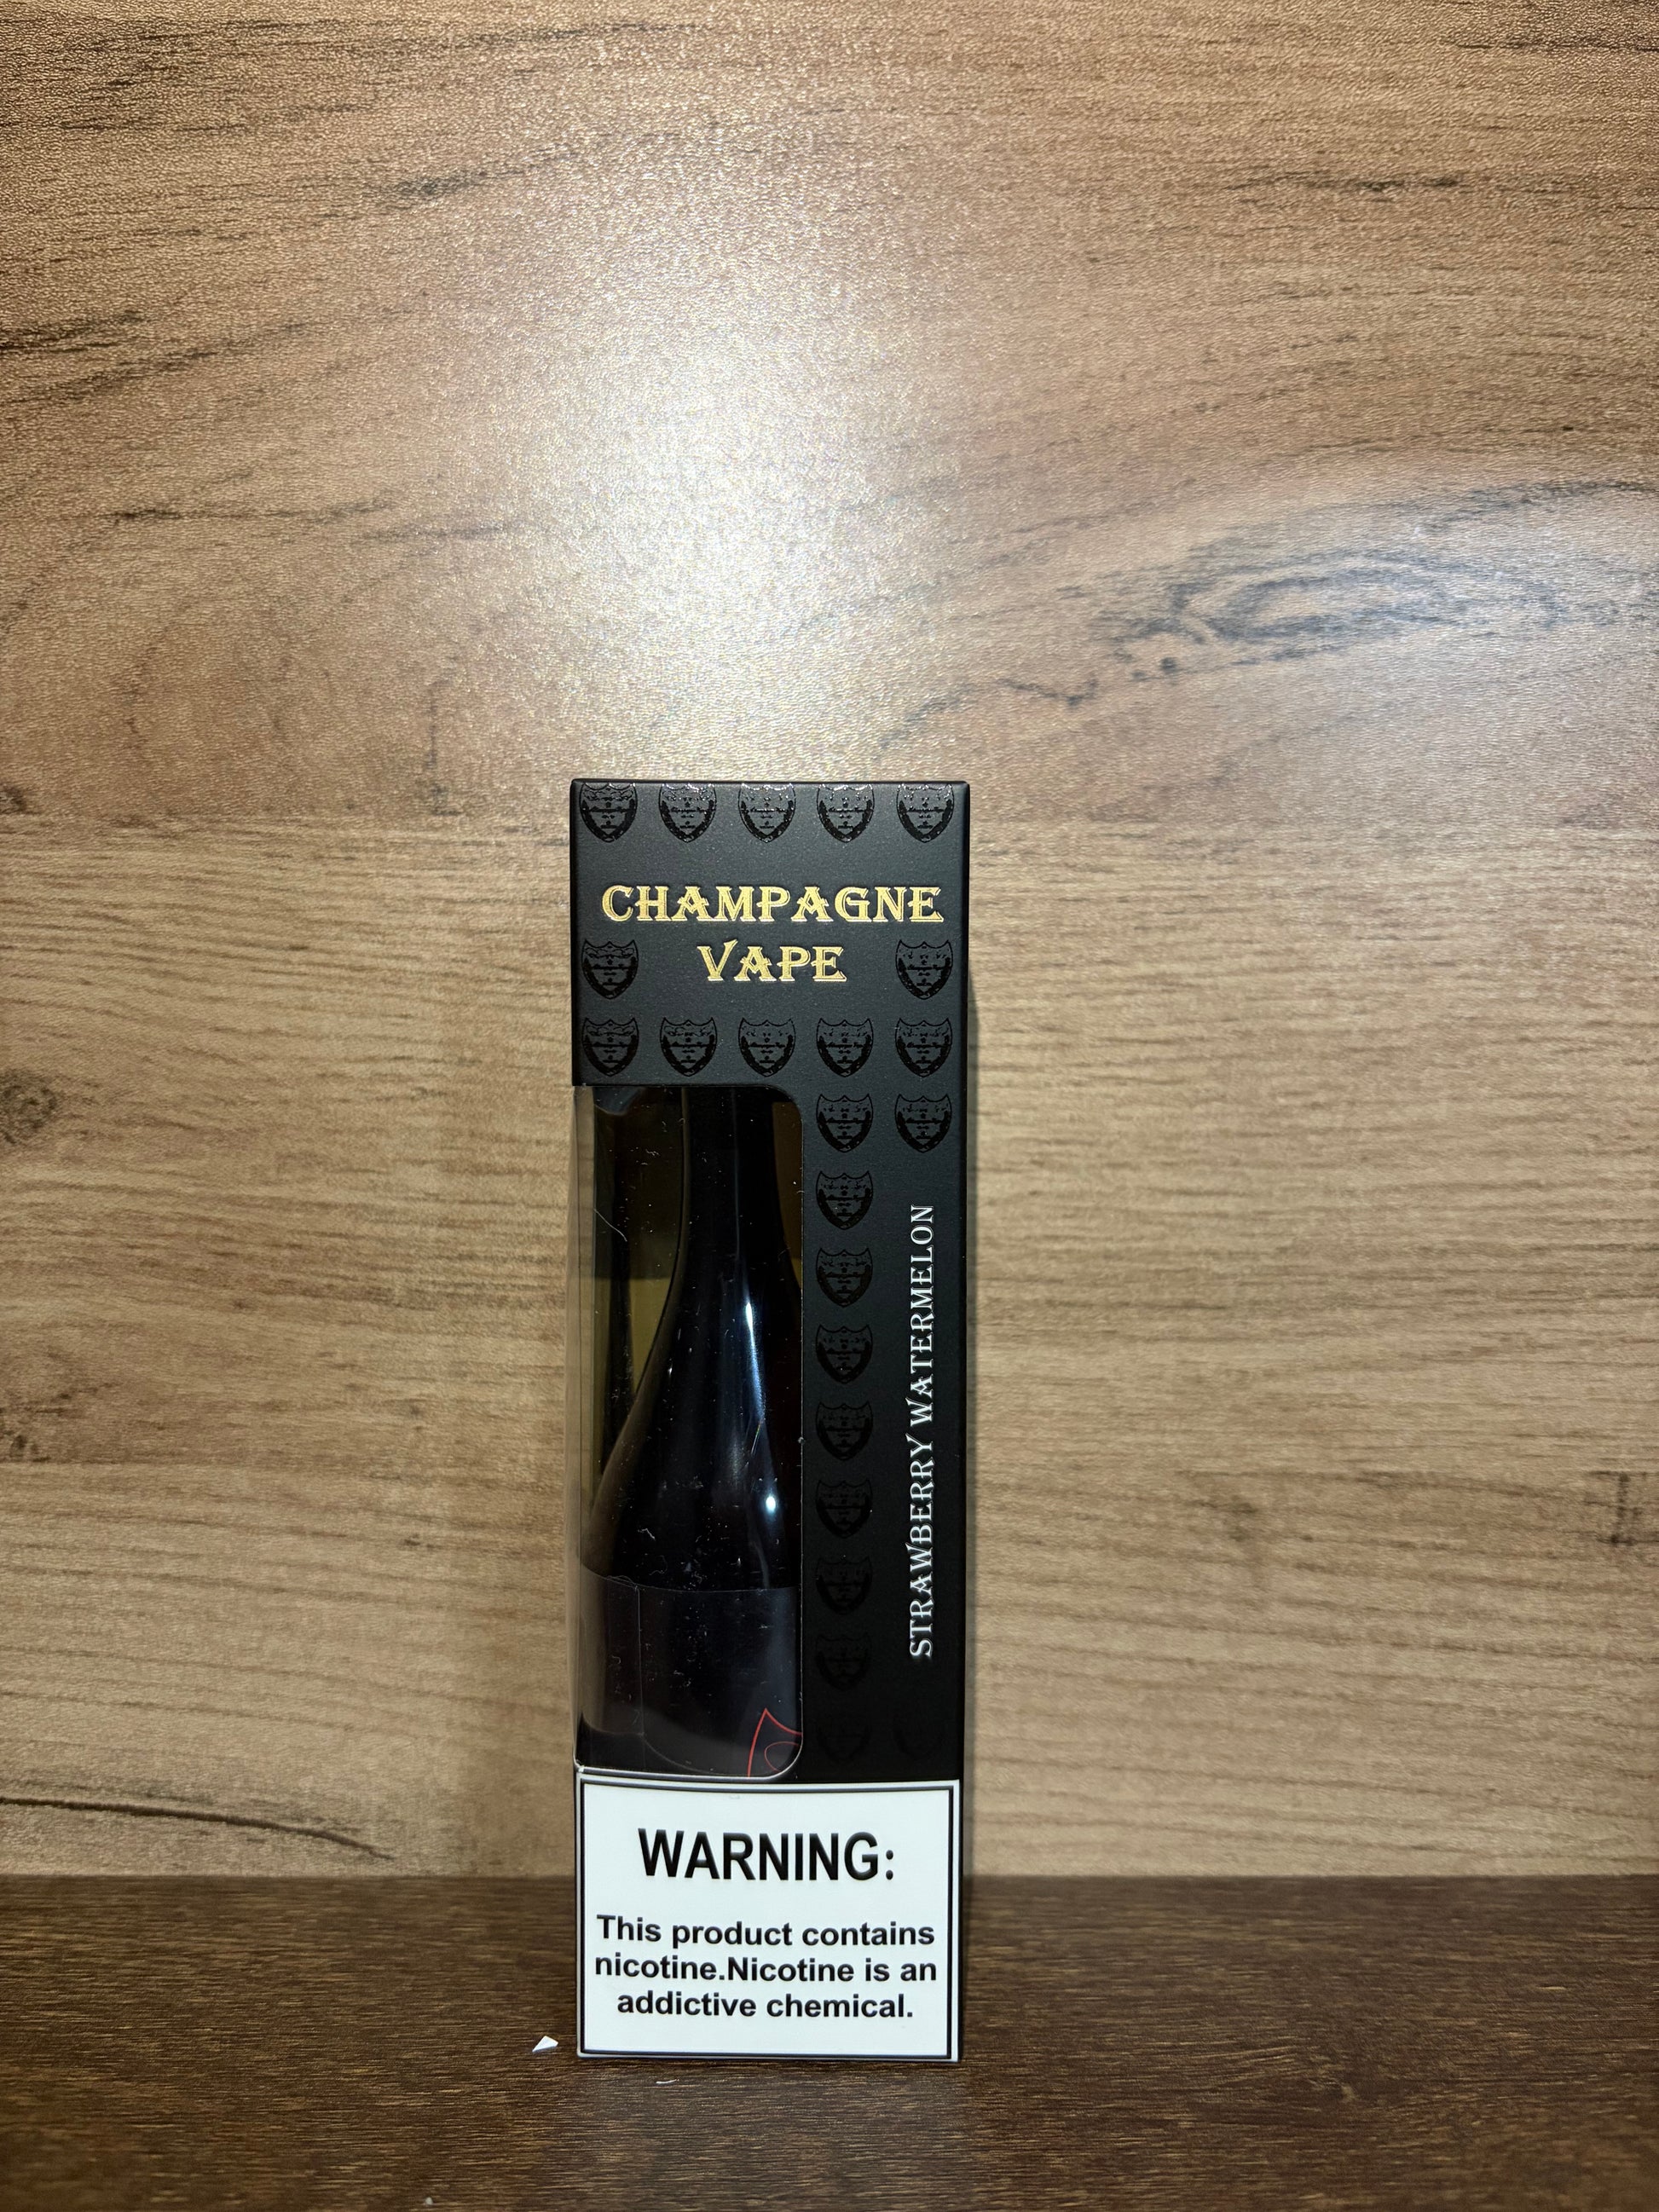 CHAMPAGNE
VAPE
STRAWBERRY WATERMELON
WARNING:
This product contains
nicotine.Nicotine is an
addictive chemical.